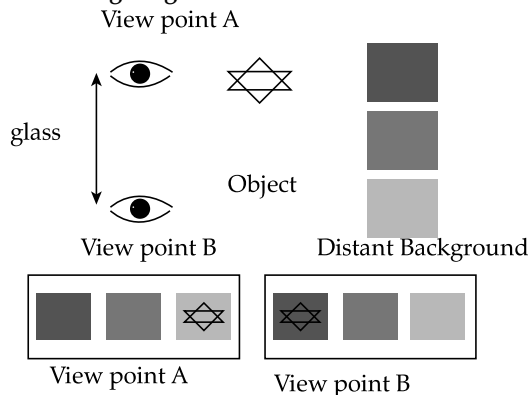 View point A
glass
Object
View point B
Distant Background
View point A
View point B